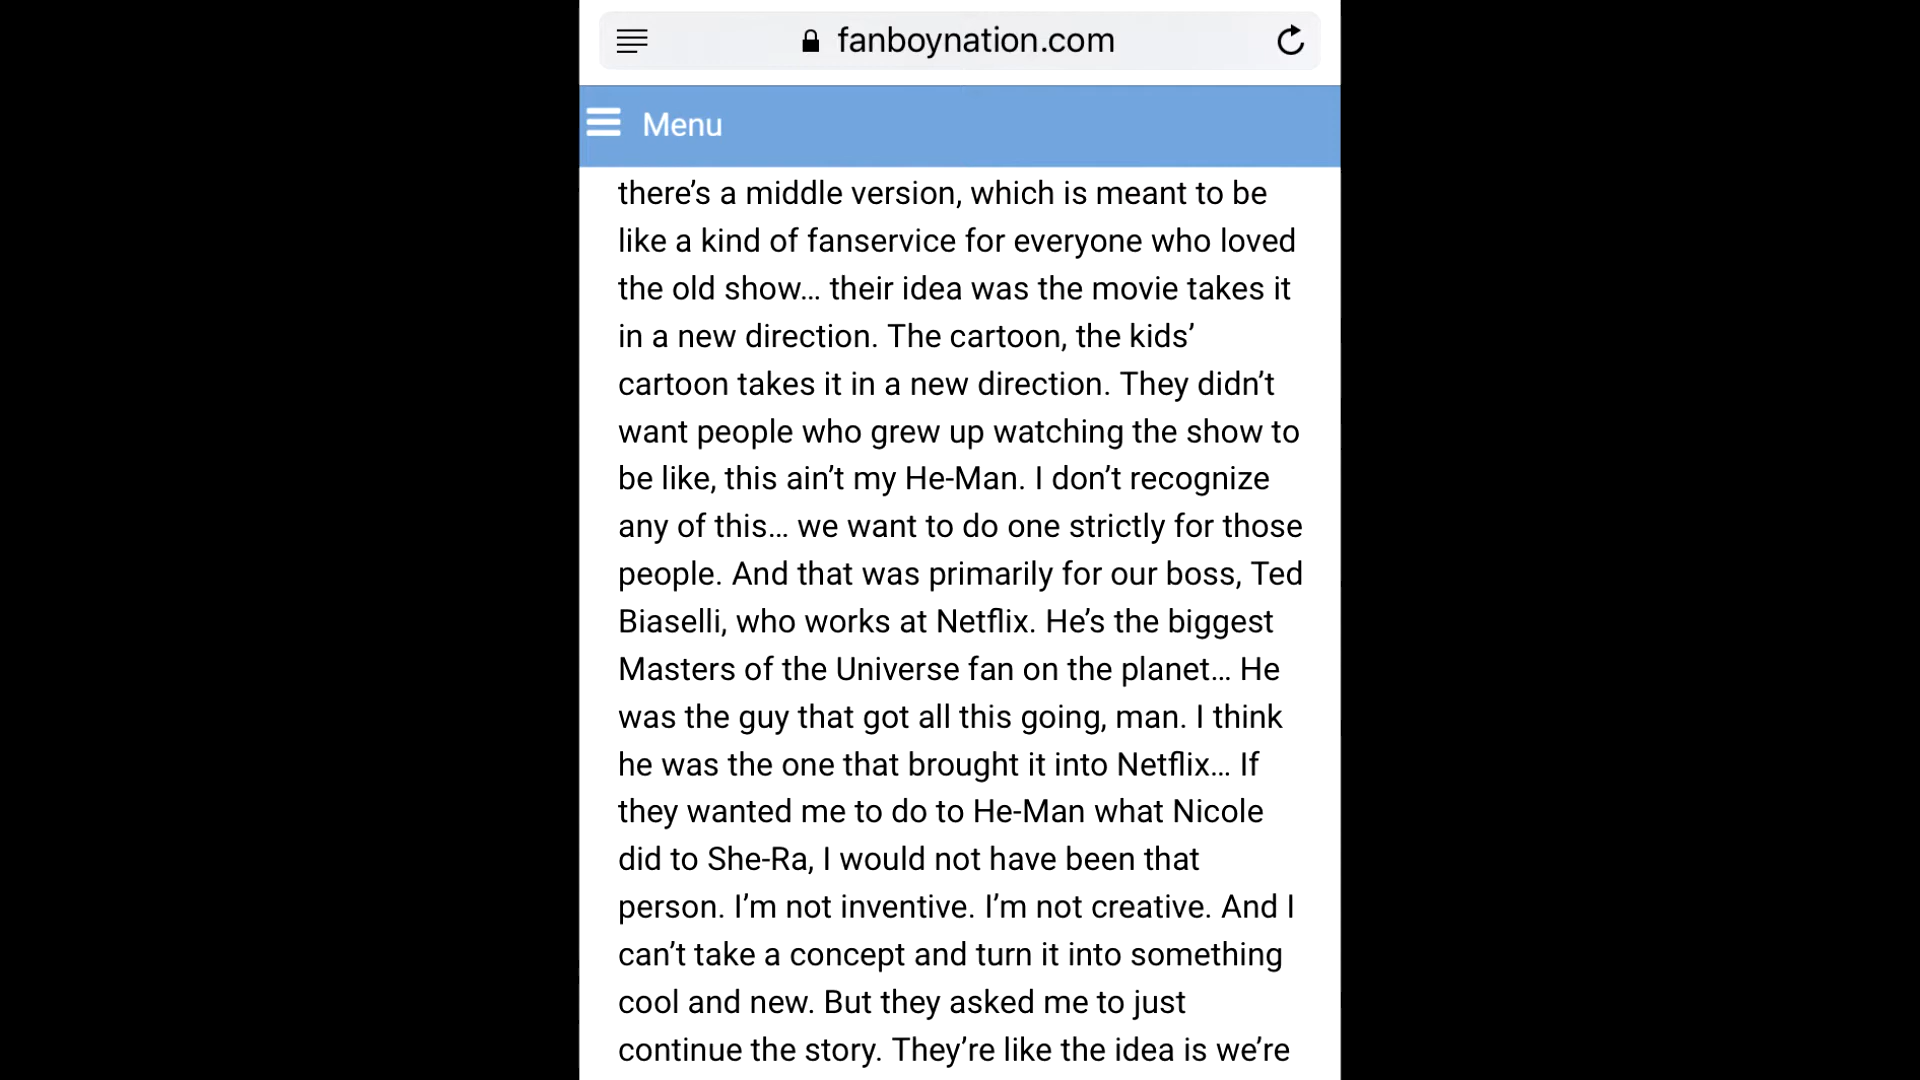 fanboynation.com
Menu
there’s a middle version, which is meant to be
like a kind of fanservice for everyone who loved
the old show… their idea was the movie takes it
in a new direction. The cartoon, the kids’
cartoon takes it in a new direction. They didn’t
want people who grew up watching the show to
be like, this ain’t my He-Man. I don’t recognize
any of this… we want to do one strictly for those
people. And that was primarily for our boss, Ted
Biaselli, who works at Netflix. He’s the biggest
Masters of the Universe fan on the planet… He
was the guy that got all this going, man. I think
he was the one that brought it into Netflix… If
they wanted me to do to He-Man what Nicole
did to She-Ra, I would not have been that
person. I’m not inventive. I’m not creative. And I
can’t take a concept and turn it into something
cool and new. But they asked me to just
continue the story. They’re like the idea is we’re